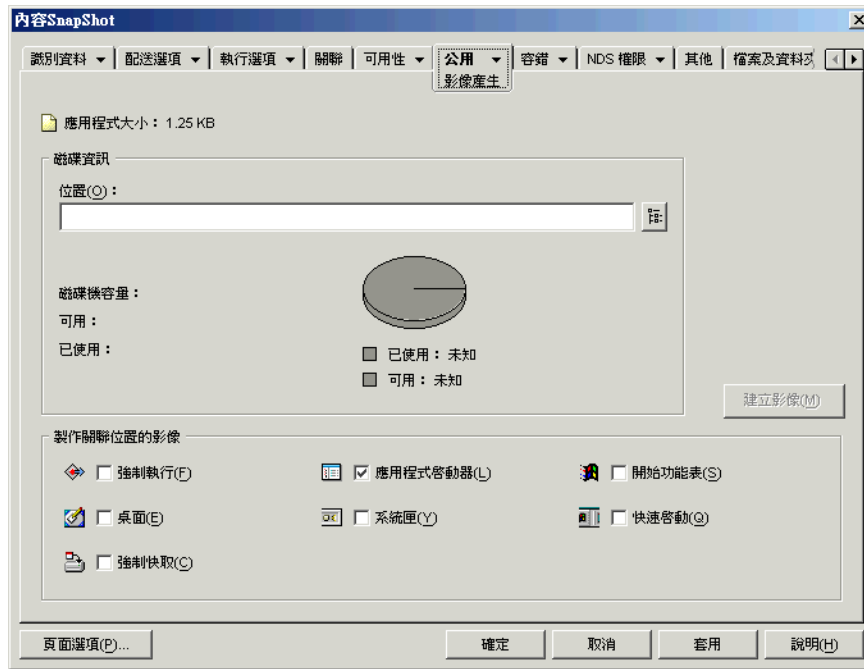 內容SnapShot
識別資料 配送選項 執行選項 關聯 可用性 公用 容錯 NDS 權限 其他 檔案及資料
影像產生
應用程式大小：1.25 KB
磁碟資訊
位置(O)：
磁碟機容量：
可用：
已使用：
已使用：未知
可用：未知
建立影像(M)
製作關聯位置的影像
強制執行(F) 應用程式啟動器(L) 開始功能表(S)
桌面(E) 系統匣(Y) 快速啟動(Q)
強制快取(C)
頁面選項(P)... 確定 取消 套用 說明(H)